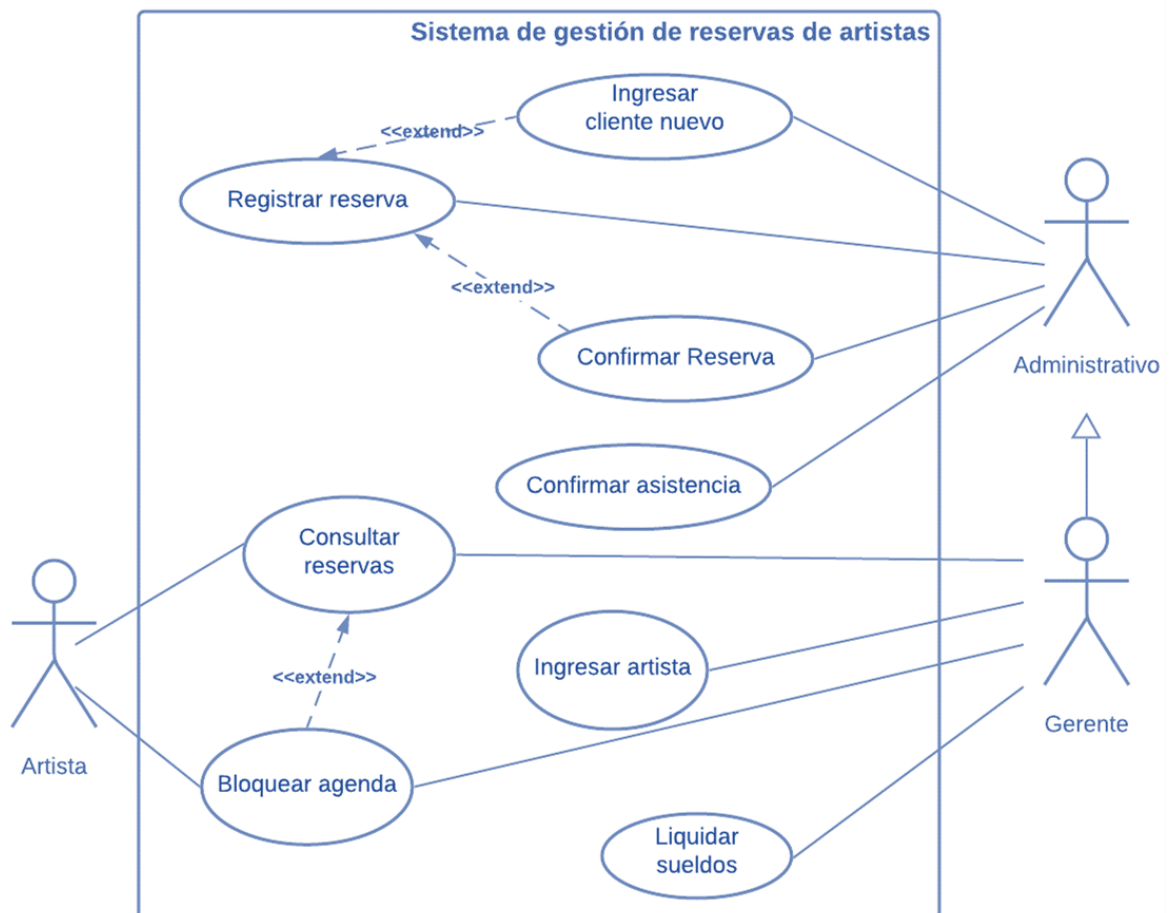 Sistema de gestión de reservas de artistas
Ingresar
cliente nuevo
<<extend>>
Registrar reserva
<<extend>>
Confirmar Reserva
Administrativo
Confirmar asistencia
Consultar
reservas
Ingresar artista
<<extend>>
Gerente
Artista
Bloquear agenda
Liquidar
sueldos